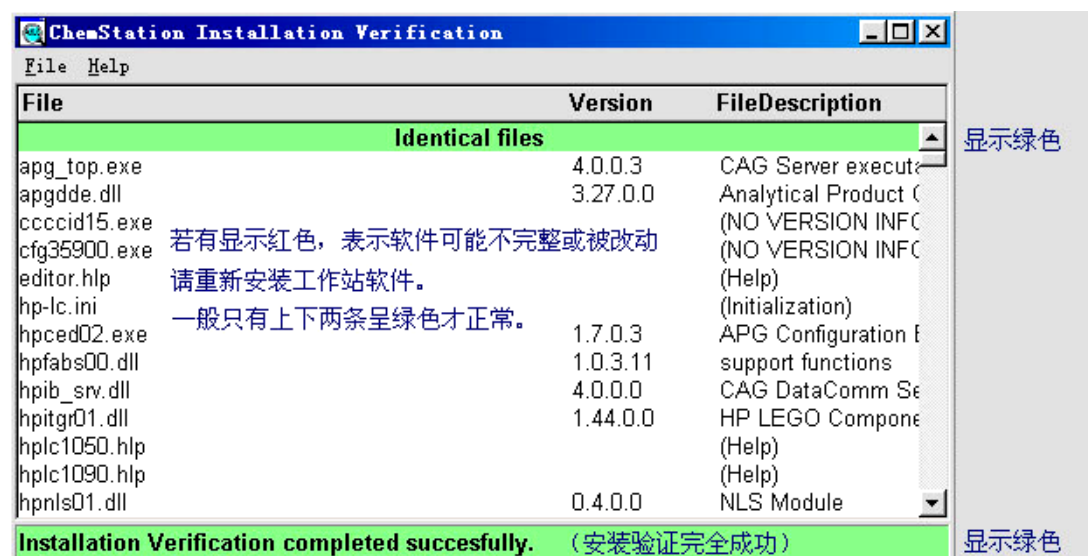 ChemStation Installation Verification
File Help
File Version FileDescription
Identical files
显示绿色
apg_top.exe 4.0.0.3 CAG Server executa
apgdde.dll 3.27.0.0 Analytical Product
ccccid15.exe (NO VERSION INFO
若有显示红色，表示软件可能不完整或被改动
cfg35900.exe (NO VERSION INFO
editor.hlp (Help)
请重新安装工作站软件。
hp-lc.ini (Initialization)
一般只有上下两条呈绿色才正常。
hpced02.exe 1.7.0.3 APG Configuration
hpfabs00.dll 1.0.3.11 support functions
hpib_srv.dll 4.0.0.0 CAG DataComm Se
hpitgr01.dll 1.44.0.0 HP LEGO Compone
hplc1050.hlp (Help)
hplc1090.hlp (Help)
hpnls01.dll 0.4.0.0 NLS Module
Installation Verification completed succesfully. （安装验证完全成功）
显示绿色